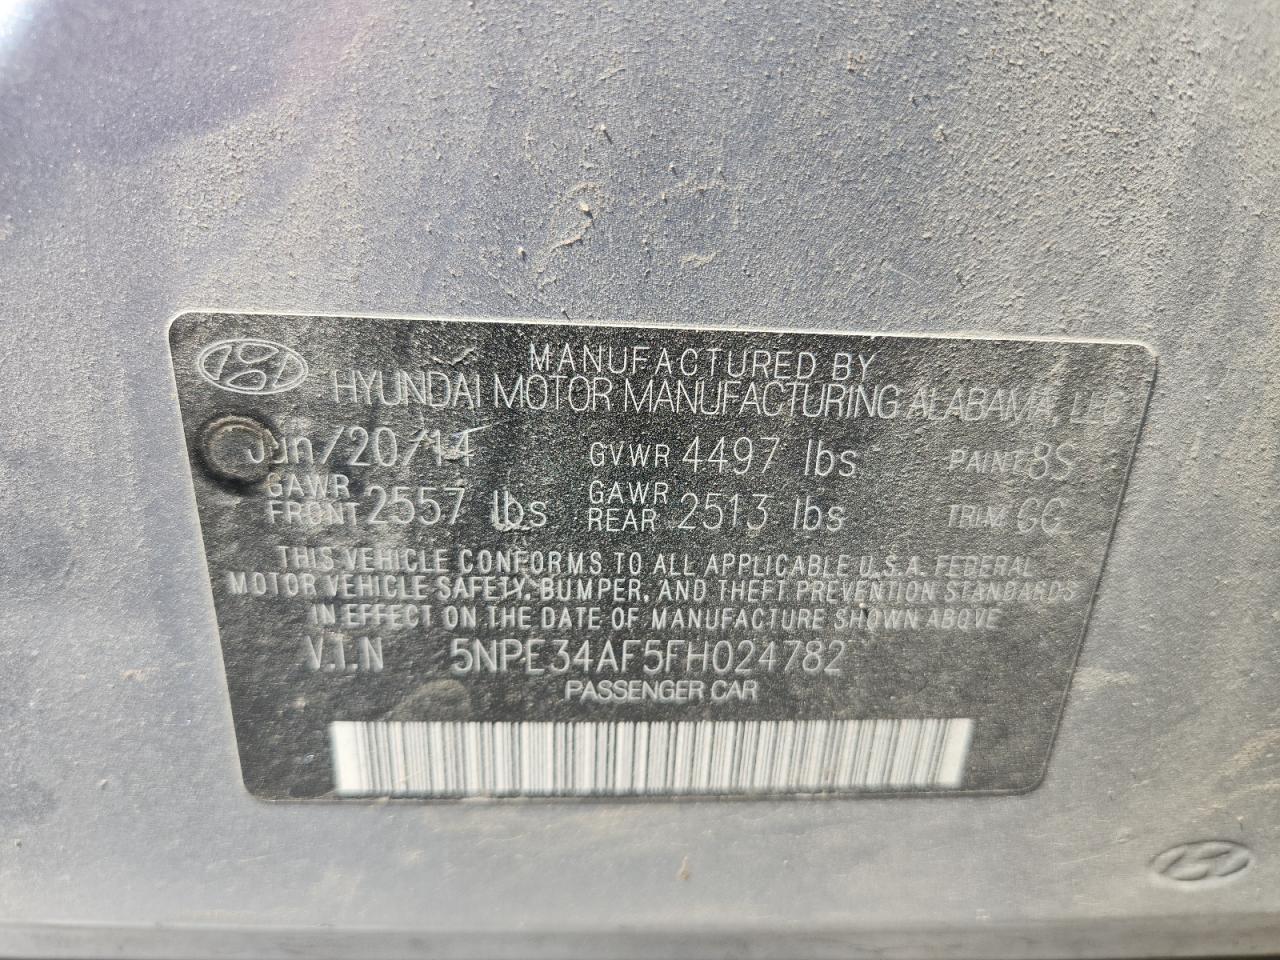 MANUFACTURED BY
HYUNDAI MOTOR MANUFACTURING ALABAMA, LLC
Jun/20/14 GVWR 4497 lbs PAINT 8S
GAWR FRONT 2557 lbs GAWR REAR 2513 lbs TRIM GG
THIS VEHICLE CONFORMS TO ALL APPLICABLE U.S.A. FEDERAL
MOTOR VEHICLE SAFETY, BUMPER, AND THEFT PREVENTION STANDARDS
IN EFFECT ON THE DATE OF MANUFACTURE SHOWN ABOVE
V.I.N 5NPE34AF5FH024782
PASSENGER CAR